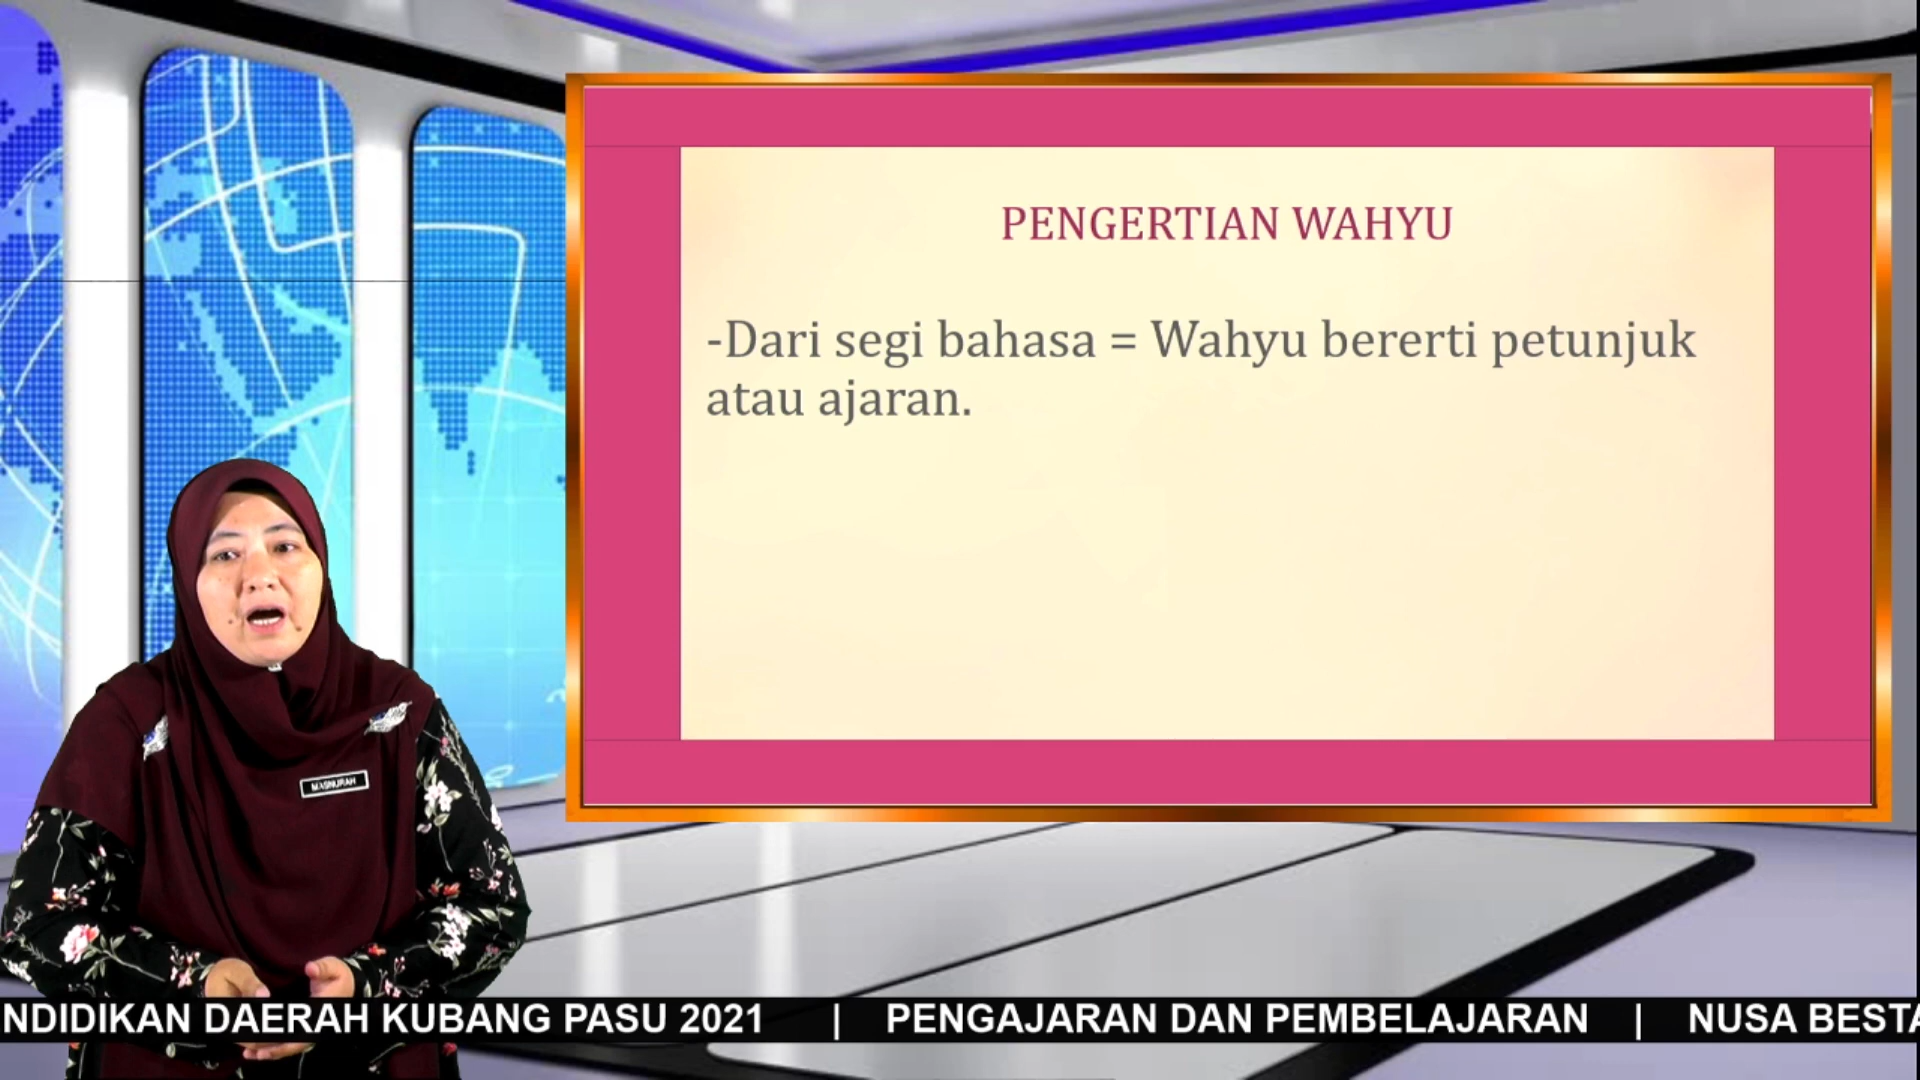 PENGERTIAN WAHYU
-Dari segi bahasa = Wahyu bererti petunjuk
atau ajaran.
MASNURAH
NDIDIKAN DAERAH KUBANG PASU 2021 | PENGAJARAN DAN PEMBELAJARAN | NUSA BESTA